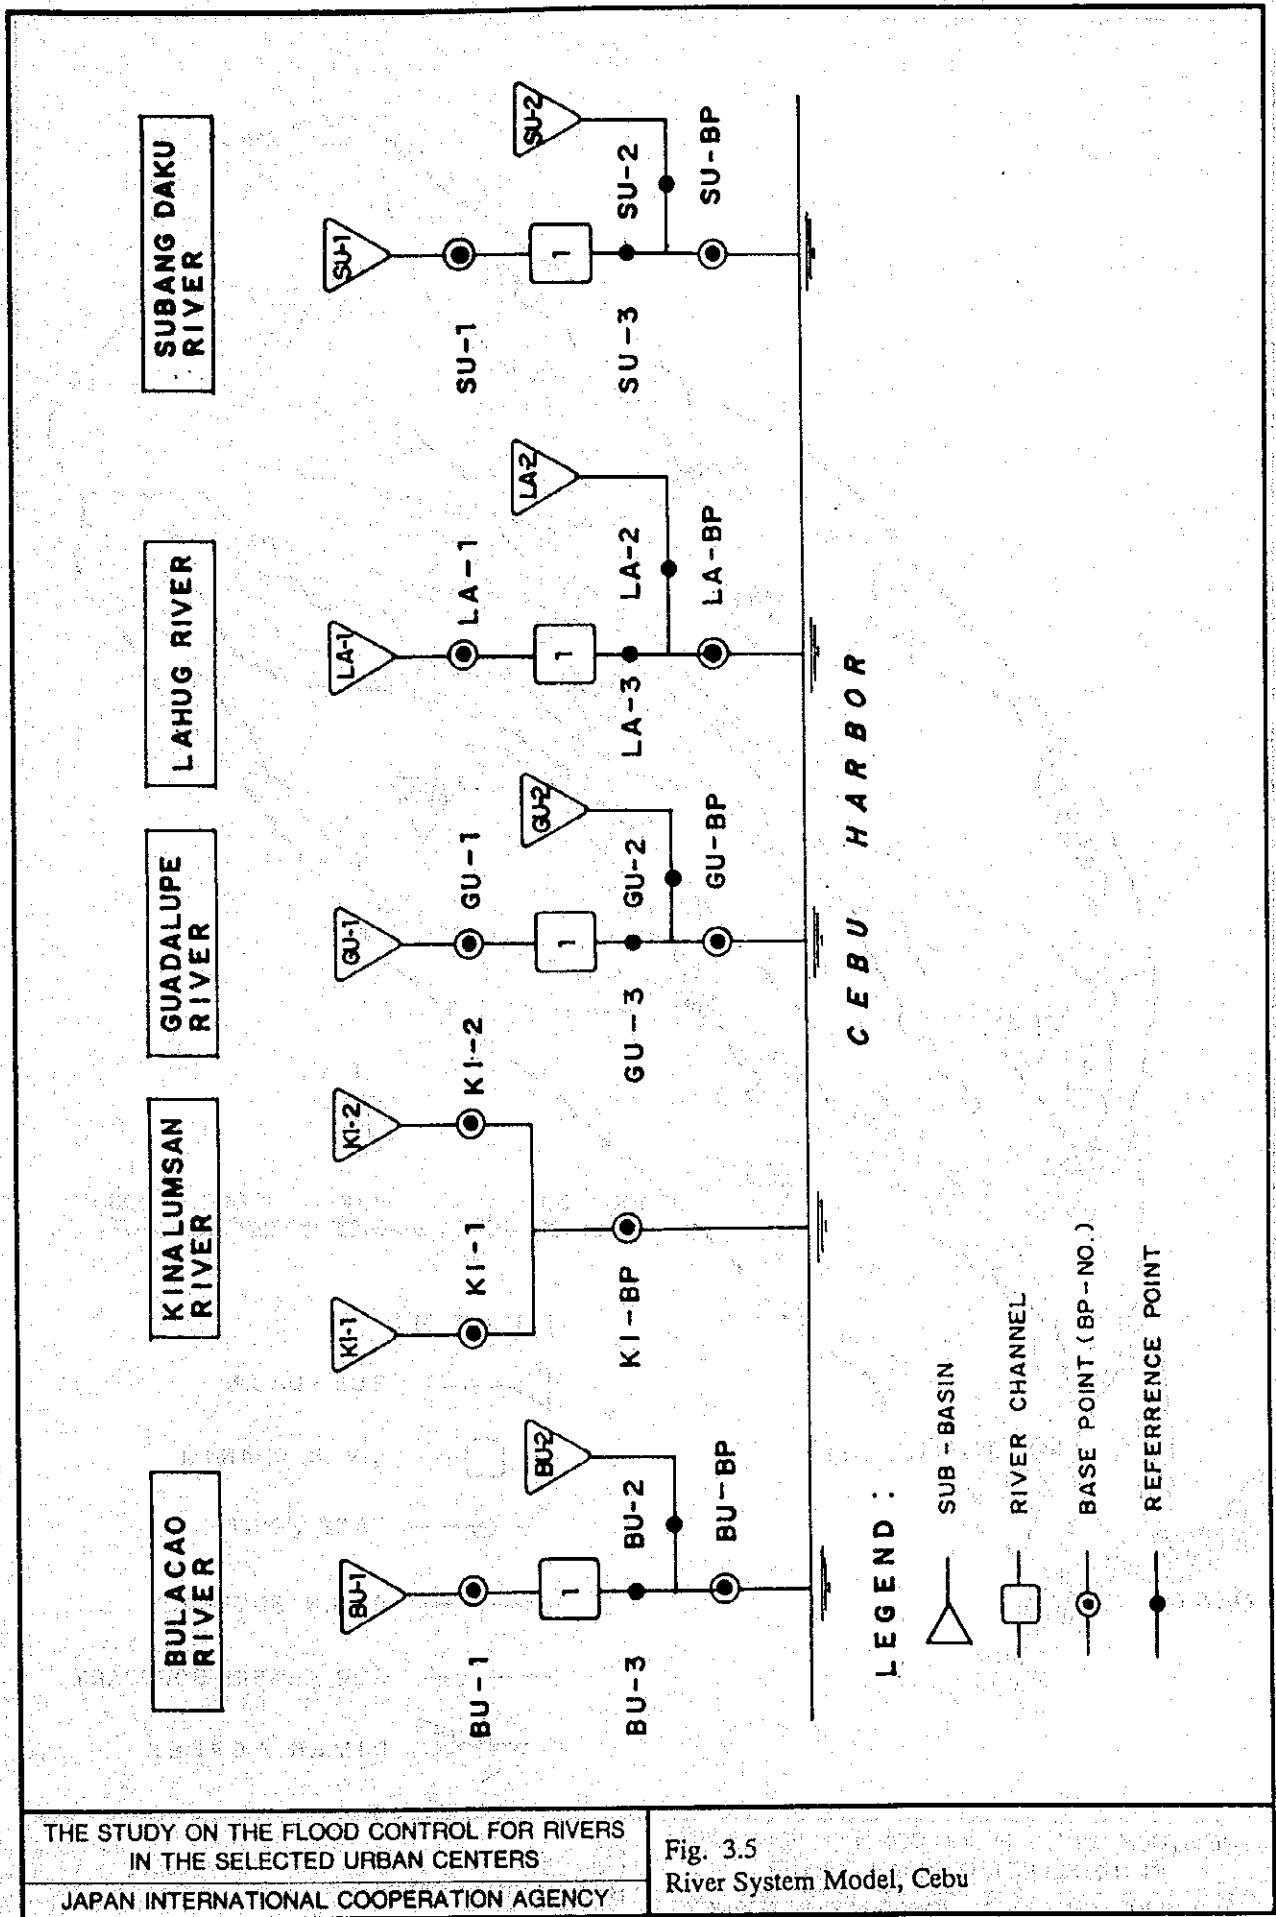 BULACAO
RIVER
KINALUMSAN
RIVER
GUADALUPE
RIVER
LAHUG RIVER
SUBANG DAKU
RIVER
BU-1
BU-1
1
BU-2
BU-3
BU-2
BU-BP
KI-1
KI-1
KI-2
KI-2
KI-BP
GU-1
GU-1
1
GU-2
GU-3
GU-2
GU-BP
LA-1
LA-1
1
LA-2
LA-3
LA-2
LA-BP
SU-1
SU-1
1
SU-2
SU-3
SU-2
SU-BP
CEBU HARBOR
LEGEND :
SUB-BASIN
RIVER CHANNEL
BASE POINT (BP-NO.)
REFERRENCE POINT
THE STUDY ON THE FLOOD CONTROL FOR RIVERS
IN THE SELECTED URBAN CENTERS
JAPAN INTERNATIONAL COOPERATION AGENCY
Fig. 3.5
River System Model, Cebu